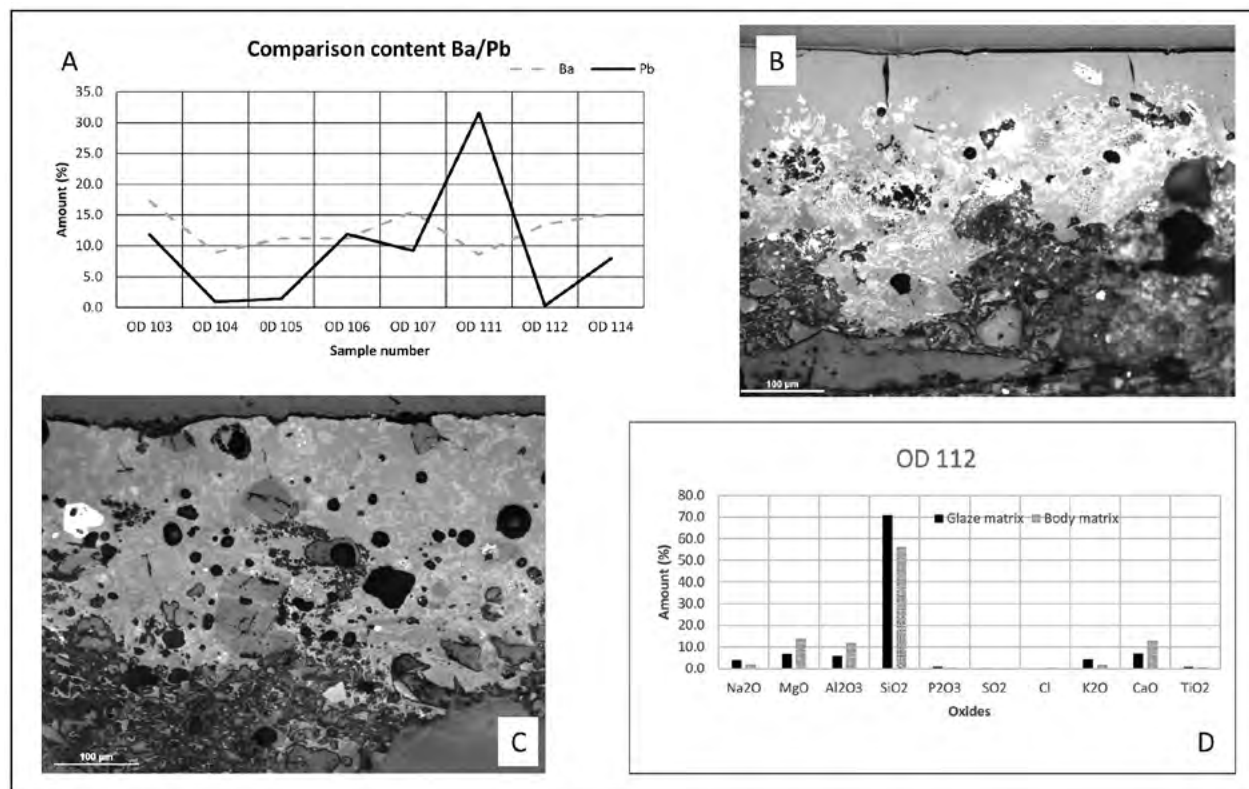 A
Comparison content Ba/Pb
Ba Pb
35.0
30.0
25.0
20.0
15.0
10.0
5.0
0.0
Amount (%)
OD 103 OD 104 0D 105 OD 106 OD 107 OD 111 OD 112 OD 114
Sample number
B
100 µm
C
100 µm
OD 112
Glaze matrix Body matrix
80.0
70.0
60.0
50.0
40.0
30.0
20.0
10.0
0.0
Amount (%)
Na2O MgO Al2O3 SiO2 P2O3 SO2 Cl K2O CaO TiO2
Oxides
D